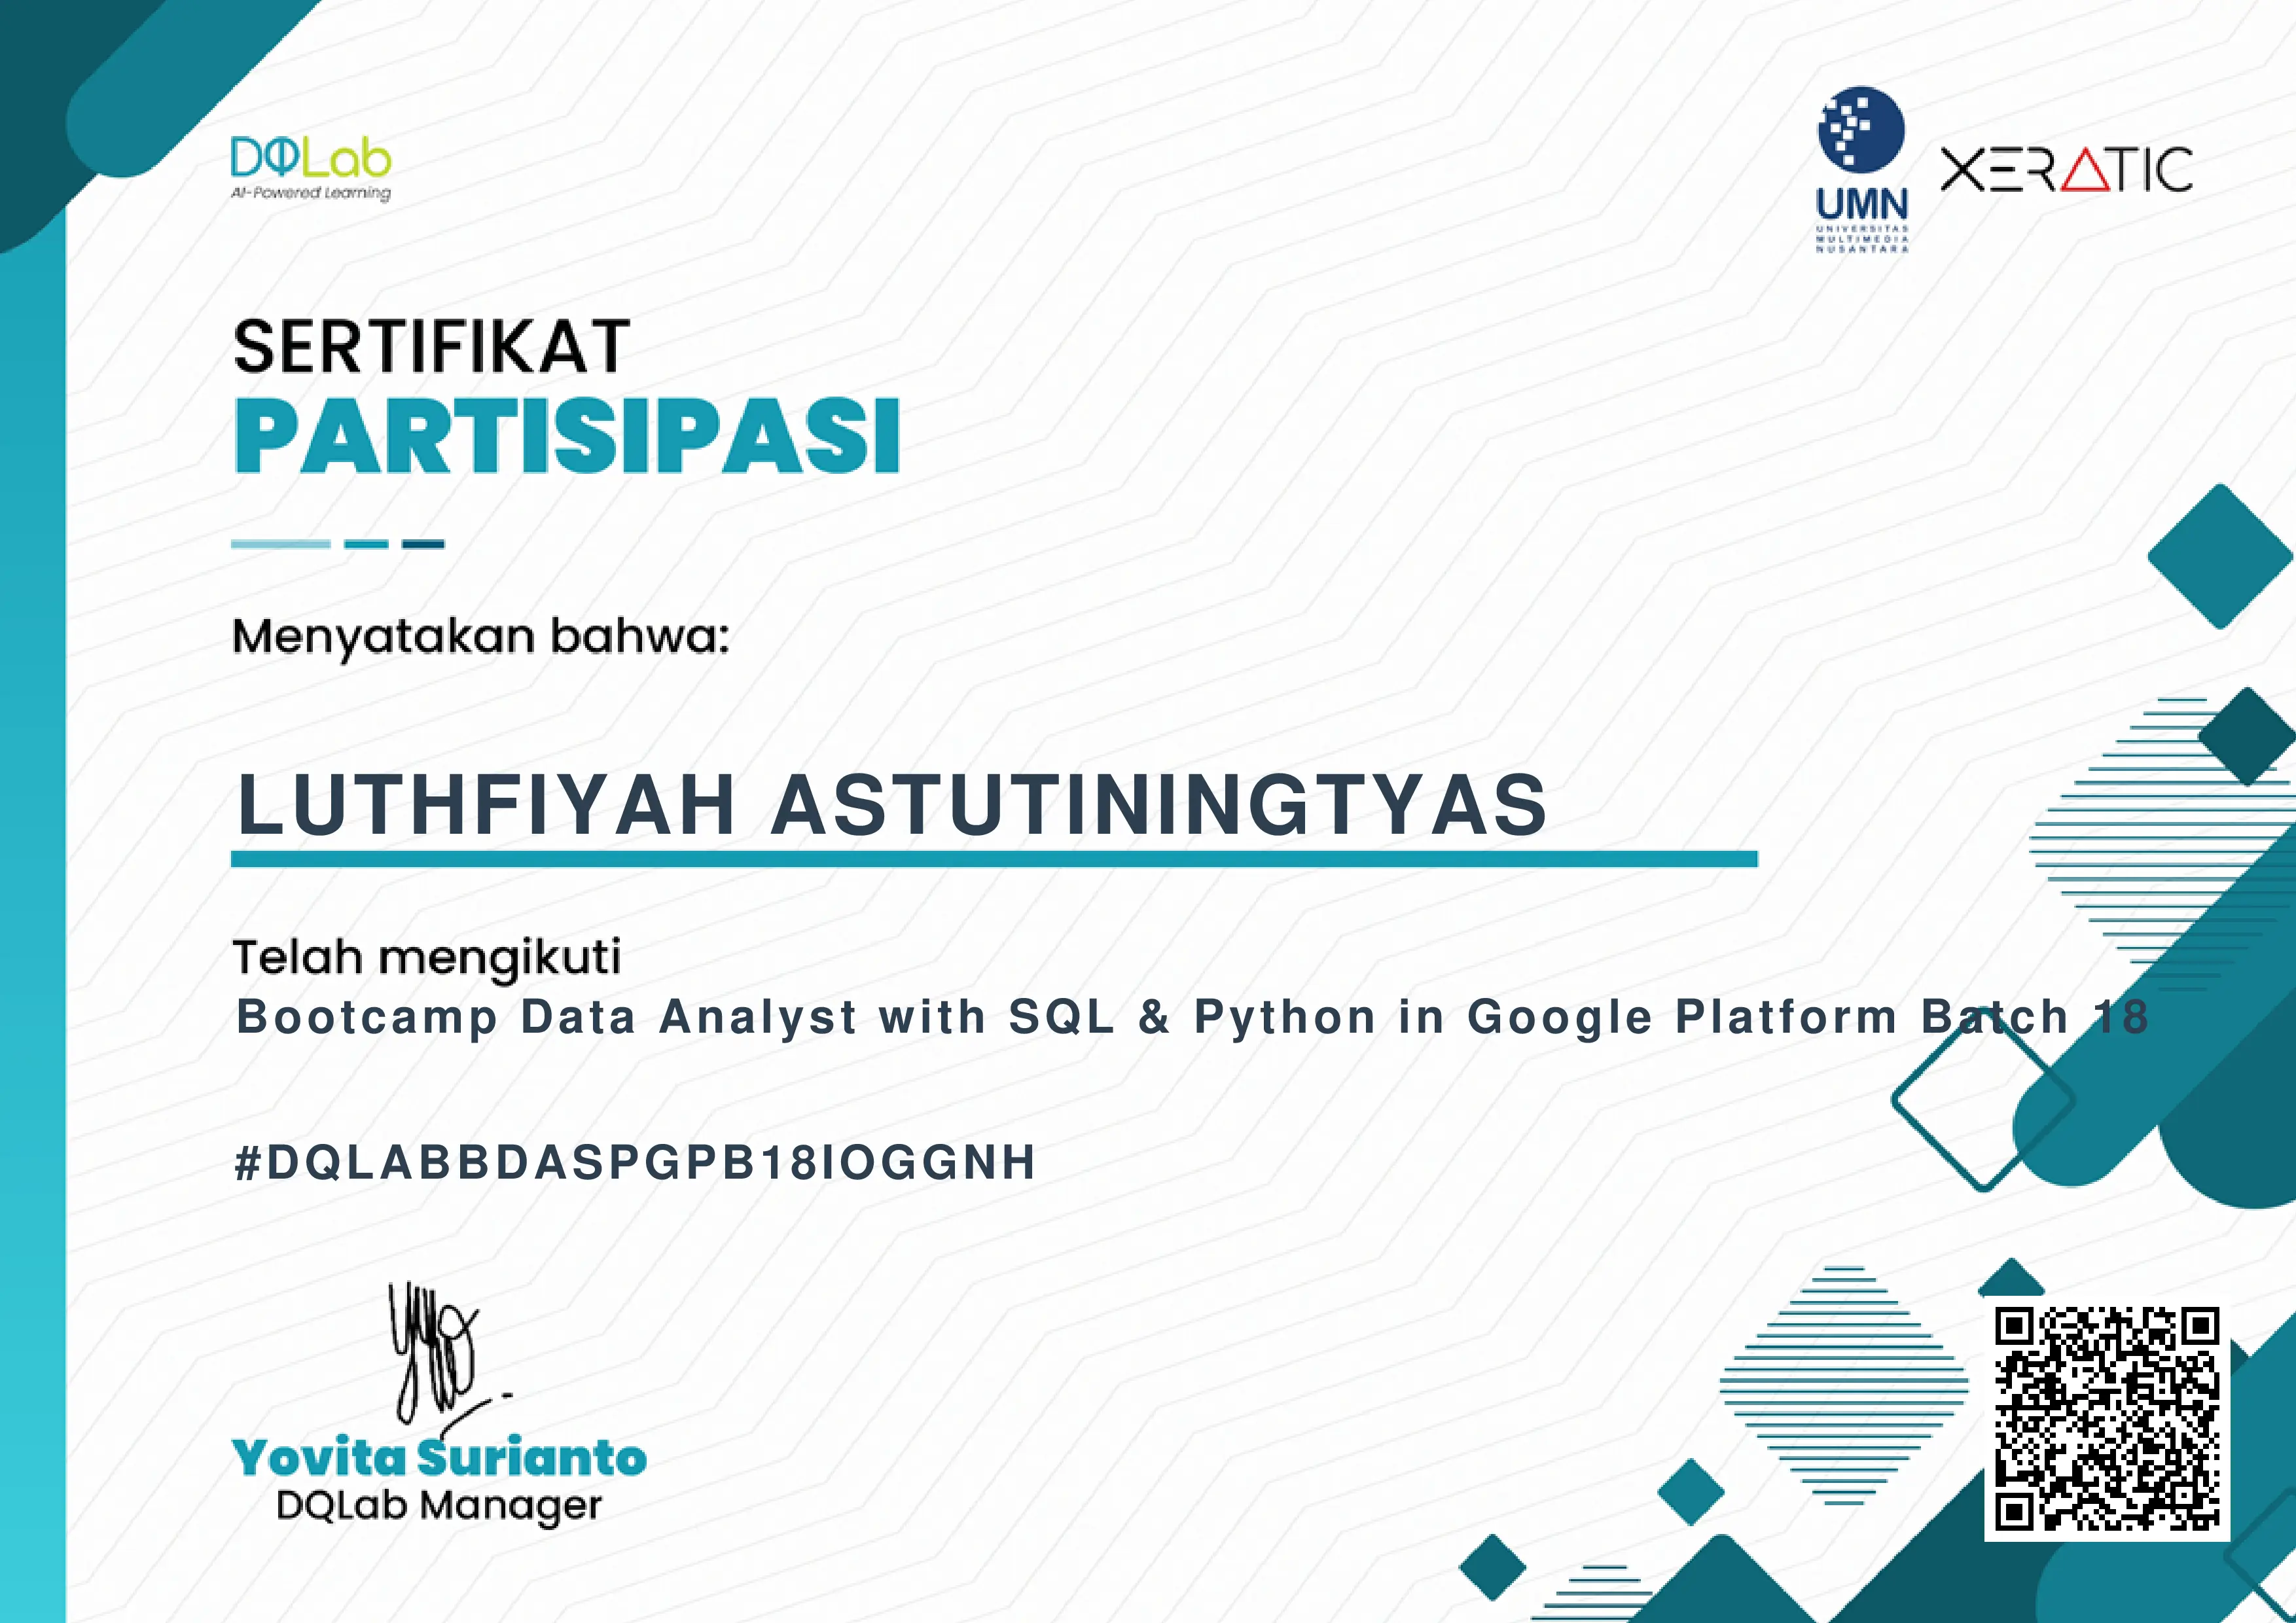 DQLab
AI-Powered Learning
UMN
UNIVERSITAS
MULTIMEDIA
NUSANTARA
XERATIC
SERTIFIKAT
PARTISIPASI
Menyatakan bahwa:
LUTHFIYAH ASTUTININGTYAS
Telah mengikuti
Bootcamp Data Analyst with SQL & Python in Google Platform Batch 18
#DQLABBDASPGPB18IOGGNH
Yovita Surianto
DQLab Manager